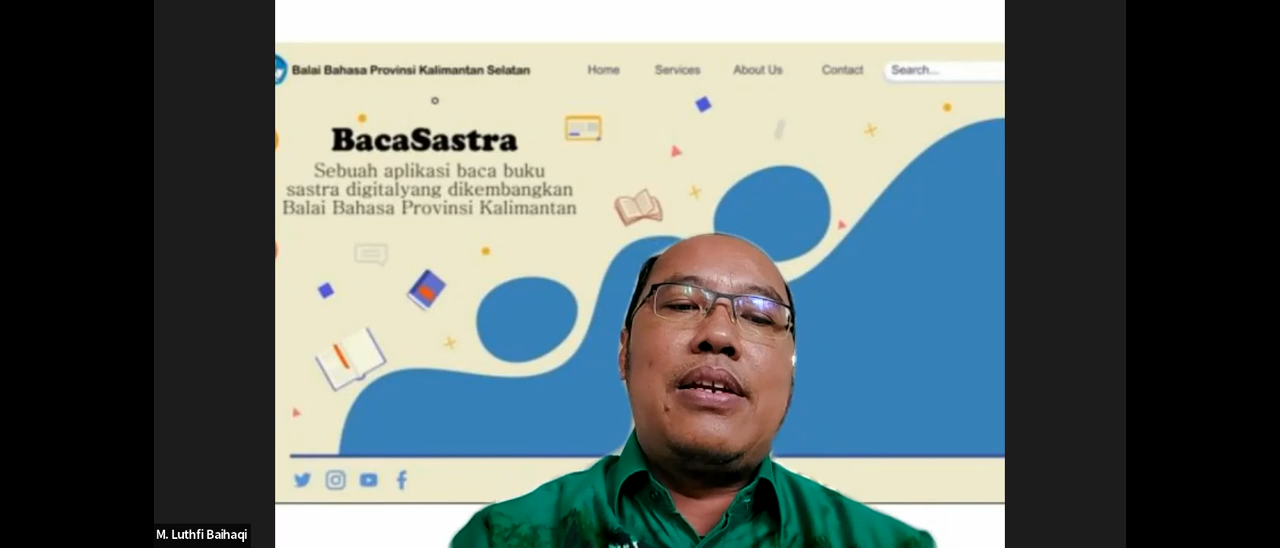 Balai Bahasa Provinsi Kalimantan Selatan
Home Services About Us Contact Search...
BacaSastra
Sebuah aplikasi baca buku
sastra digitalyang dikembangkan
Balai Bahasa Provinsi Kalimantan
M. Luthfi Baihaqi